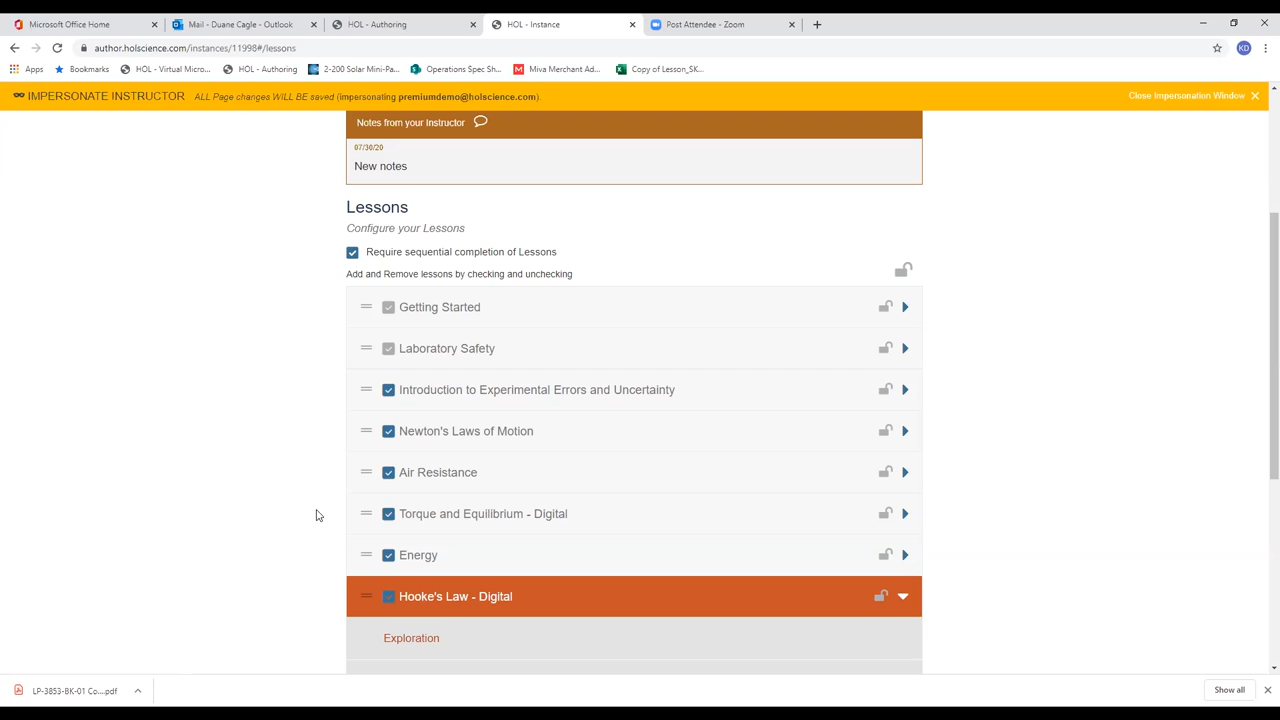 Microsoft Office Home
Mail - Duane Cagle - Outlook
HOL - Authoring
HOL - Instance
Post Attendee - Zoom
author.holscience.com/instances/11998#/lessons
KD
Apps
Bookmarks
HOL - Virtual Micro...
HOL - Authoring
2-200 Solar Mini-Pa...
Operations Spec Sh...
Miva Merchant Ad...
Copy of Lesson_SK...
IMPERSONATE INSTRUCTOR ALL Page changes WILL BE saved (impersonating premiumdemo@holscience.com).
Close Impersonation Window
Notes from your Instructor
07/30/20
New notes
Lessons
Configure your Lessons
Require sequential completion of Lessons
Add and Remove lessons by checking and unchecking
Getting Started
Laboratory Safety
Introduction to Experimental Errors and Uncertainty
Newton's Laws of Motion
Air Resistance
Torque and Equilibrium - Digital
Energy
Hooke's Law - Digital
Exploration
LP-3853-BK-01 Co....pdf
Show all